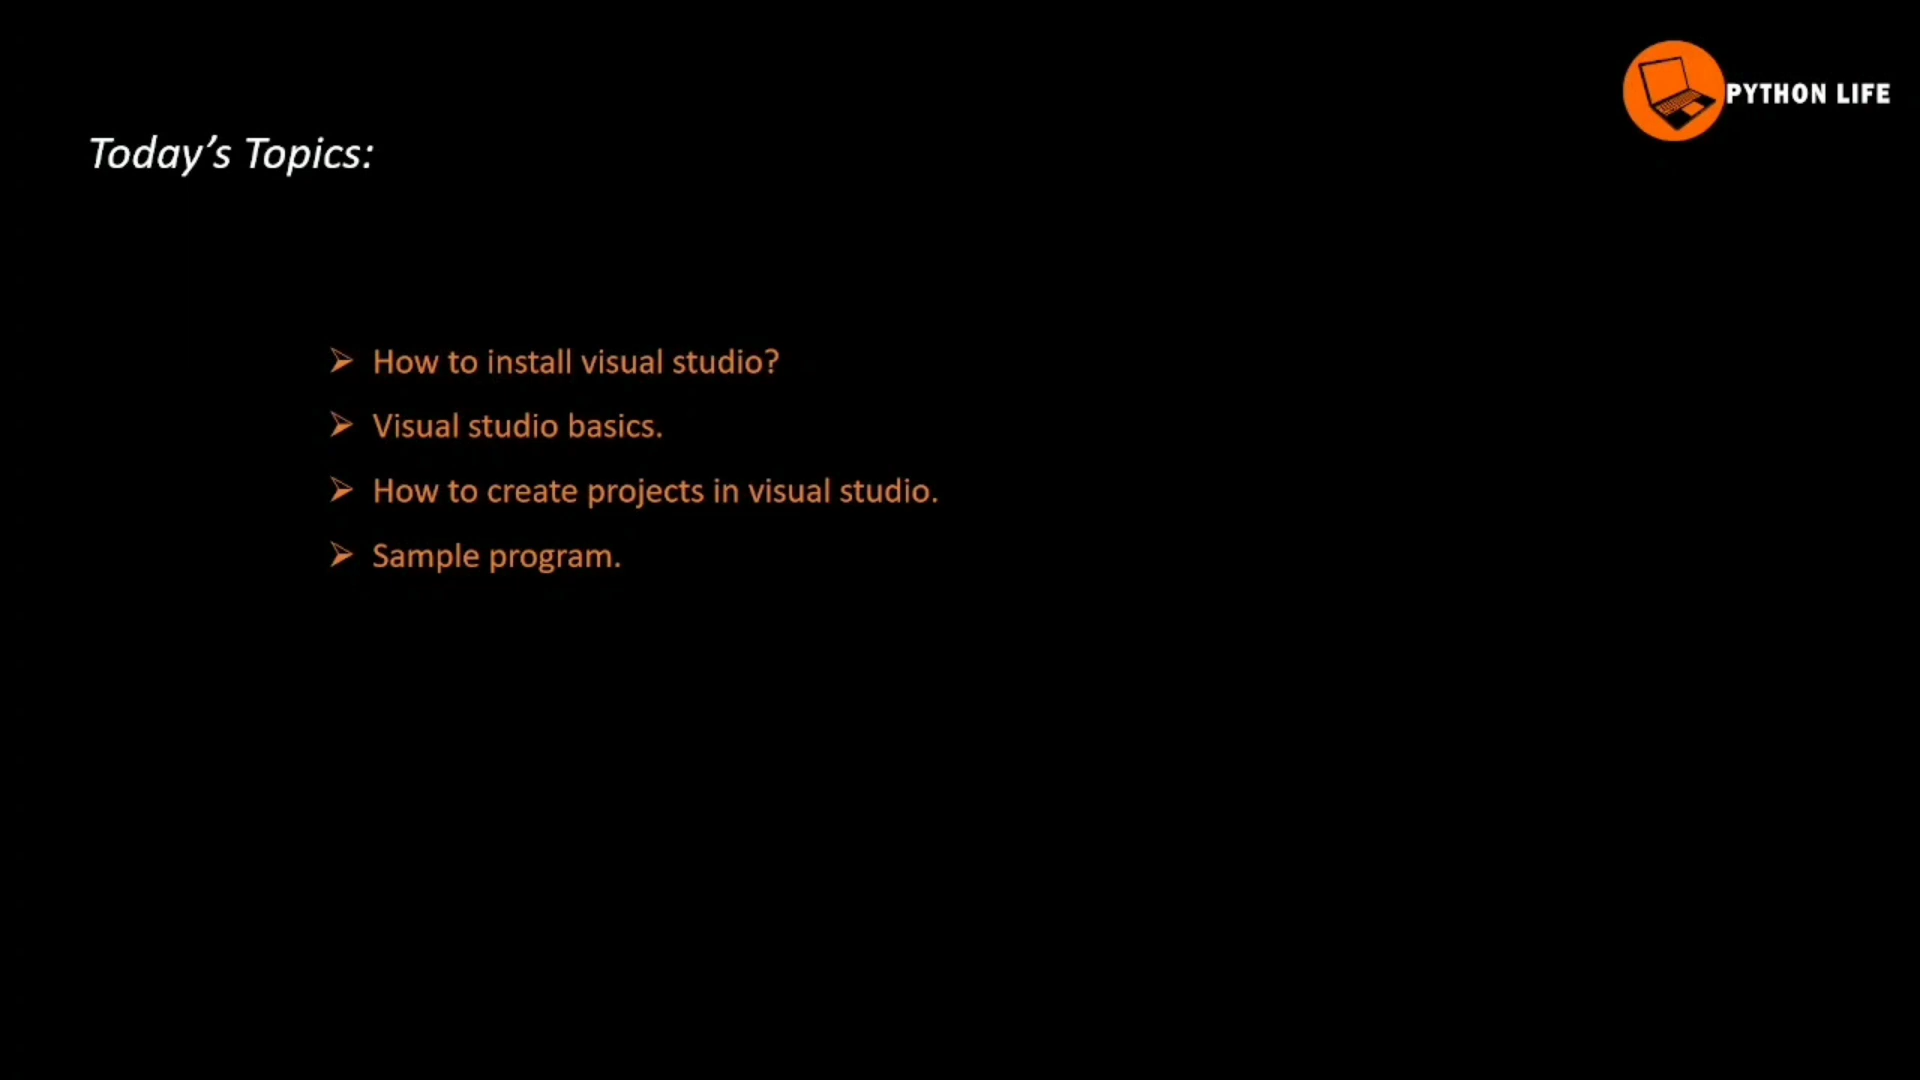 PYTHON LIFE
Today’s Topics:
➢ How to install visual studio?
➢ Visual studio basics.
➢ How to create projects in visual studio.
➢ Sample program.